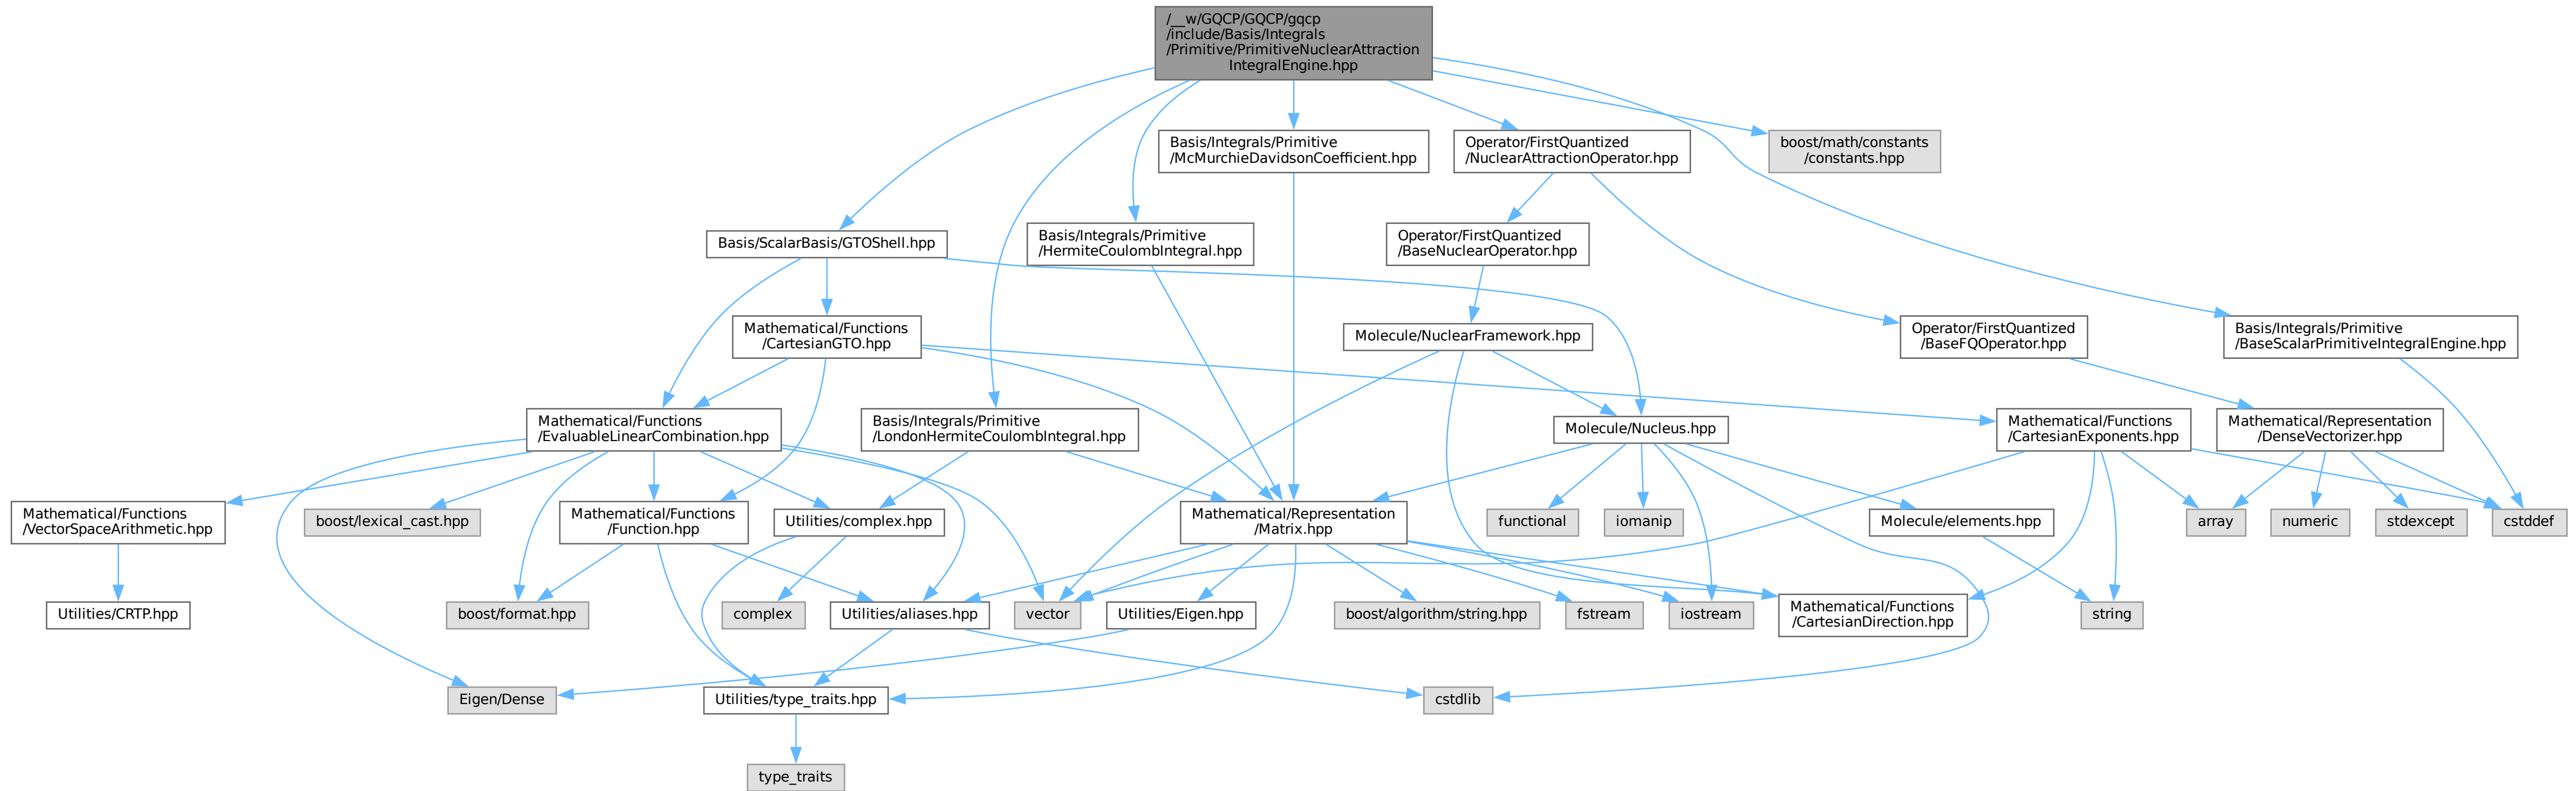 /__w/GQCP/GQCP/gqcp
/include/Basis/Integrals
/Primitive/PrimitiveNuclearAttraction
IntegralEngine.hpp
Basis/Integrals/Primitive
/McMurchieDavidsonCoefficient.hpp
Operator/FirstQuantized
/NuclearAttractionOperator.hpp
boost/math/constants
/constants.hpp
Basis/ScalarBasis/GTOShell.hpp
Basis/Integrals/Primitive
/HermiteCoulombIntegral.hpp
Operator/FirstQuantized
/BaseNuclearOperator.hpp
Mathematical/Functions
/CartesianGTO.hpp
Molecule/NuclearFramework.hpp
Operator/FirstQuantized
/BaseFQOperator.hpp
Basis/Integrals/Primitive
/BaseScalarPrimitiveIntegralEngine.hpp
Mathematical/Functions
/EvaluableLinearCombination.hpp
Basis/Integrals/Primitive
/LondonHermiteCoulombIntegral.hpp
Molecule/Nucleus.hpp
Mathematical/Functions
/CartesianExponents.hpp
Mathematical/Representation
/DenseVectorizer.hpp
Mathematical/Functions
/VectorSpaceArithmetic.hpp
boost/lexical_cast.hpp
Mathematical/Functions
/Function.hpp
Utilities/complex.hpp
Mathematical/Representation
/Matrix.hpp
functional
iomanip
Molecule/elements.hpp
array
numeric
stdexcept
cstddef
Utilities/CRTP.hpp
boost/format.hpp
complex
Utilities/aliases.hpp
vector
Utilities/Eigen.hpp
boost/algorithm/string.hpp
fstream
iostream
Mathematical/Functions
/CartesianDirection.hpp
string
Eigen/Dense
Utilities/type_traits.hpp
cstdlib
type_traits